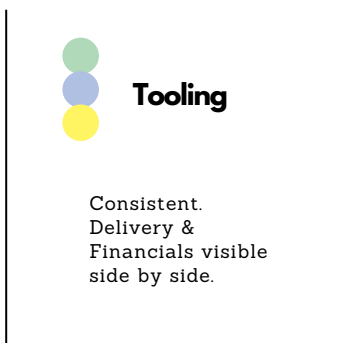 Tooling
Consistent.
Delivery &
Financials visible
side by side.